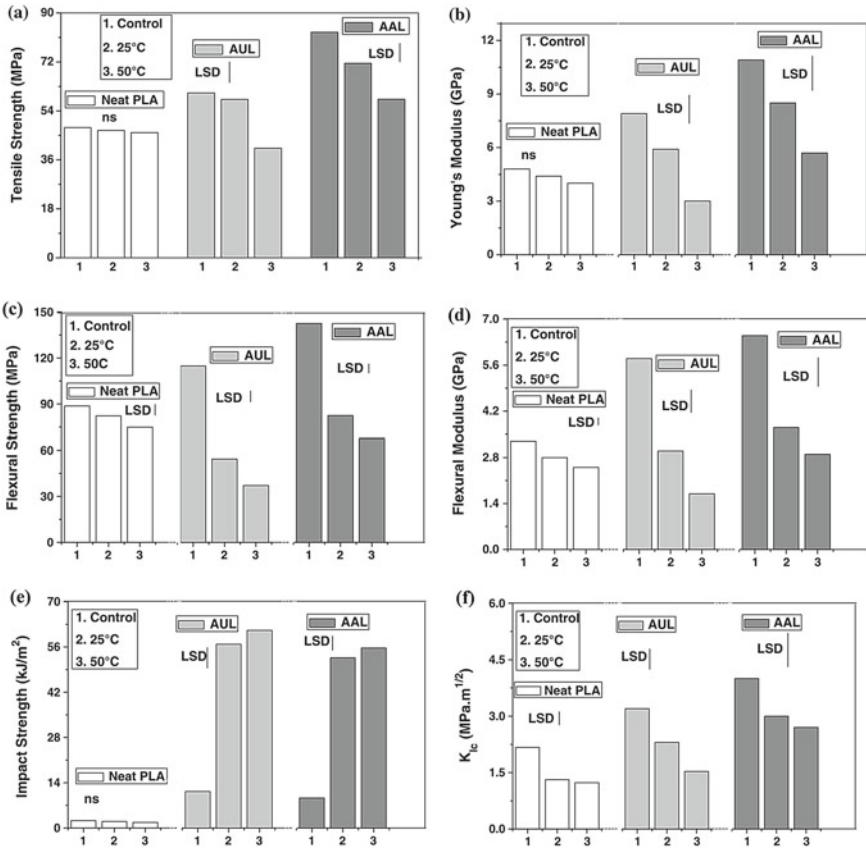 (a)
Tensile Strength (MPa)
90
72
54
36
18
0
1. Control
2. 25°C
3. 50°C
Neat PLA
ns
AUL
LSD
AAL
LSD
1 2 3 1 2 3 1 2 3
(b)
Young's Modulus (GPa)
12
9
6
3
0
1. Control
2. 25°C
3. 50°C
Neat PLA
ns
AUL
LSD
AAL
LSD
1 2 3 1 2 3 1 2 3
(c)
Flexural Strength (MPa)
150
120
90
60
30
0
1. Control
2. 25°C
3. 50C
Neat PLA
LSD
AUL
LSD
AAL
LSD
1 2 3 1 2 3 1 2 3
(d)
Flexural Modulus (GPa)
7.0
5.6
4.2
2.8
1.4
0.0
1. Control
2. 25°C
3. 50°C
Neat PLA
LSD
AUL
LSD
AAL
LSD
1 2 3 1 2 3 1 2 3
(e)
Impact Strength (kJ/m²)
70
56
42
28
14
0
1. Control
2. 25°C
3. 50°C
Neat PLA
ns
AUL
LSD
AAL
LSD
1 2 3 1 2 3 1 2 3
(f)
K_Ic (MPa.m^1/2)
6.0
4.5
3.0
1.5
0.0
1. Control
2. 25°C
3. 50°C
Neat PLA
LSD
AUL
LSD
AAL
LSD
1 2 3 1 2 3 1 2 3